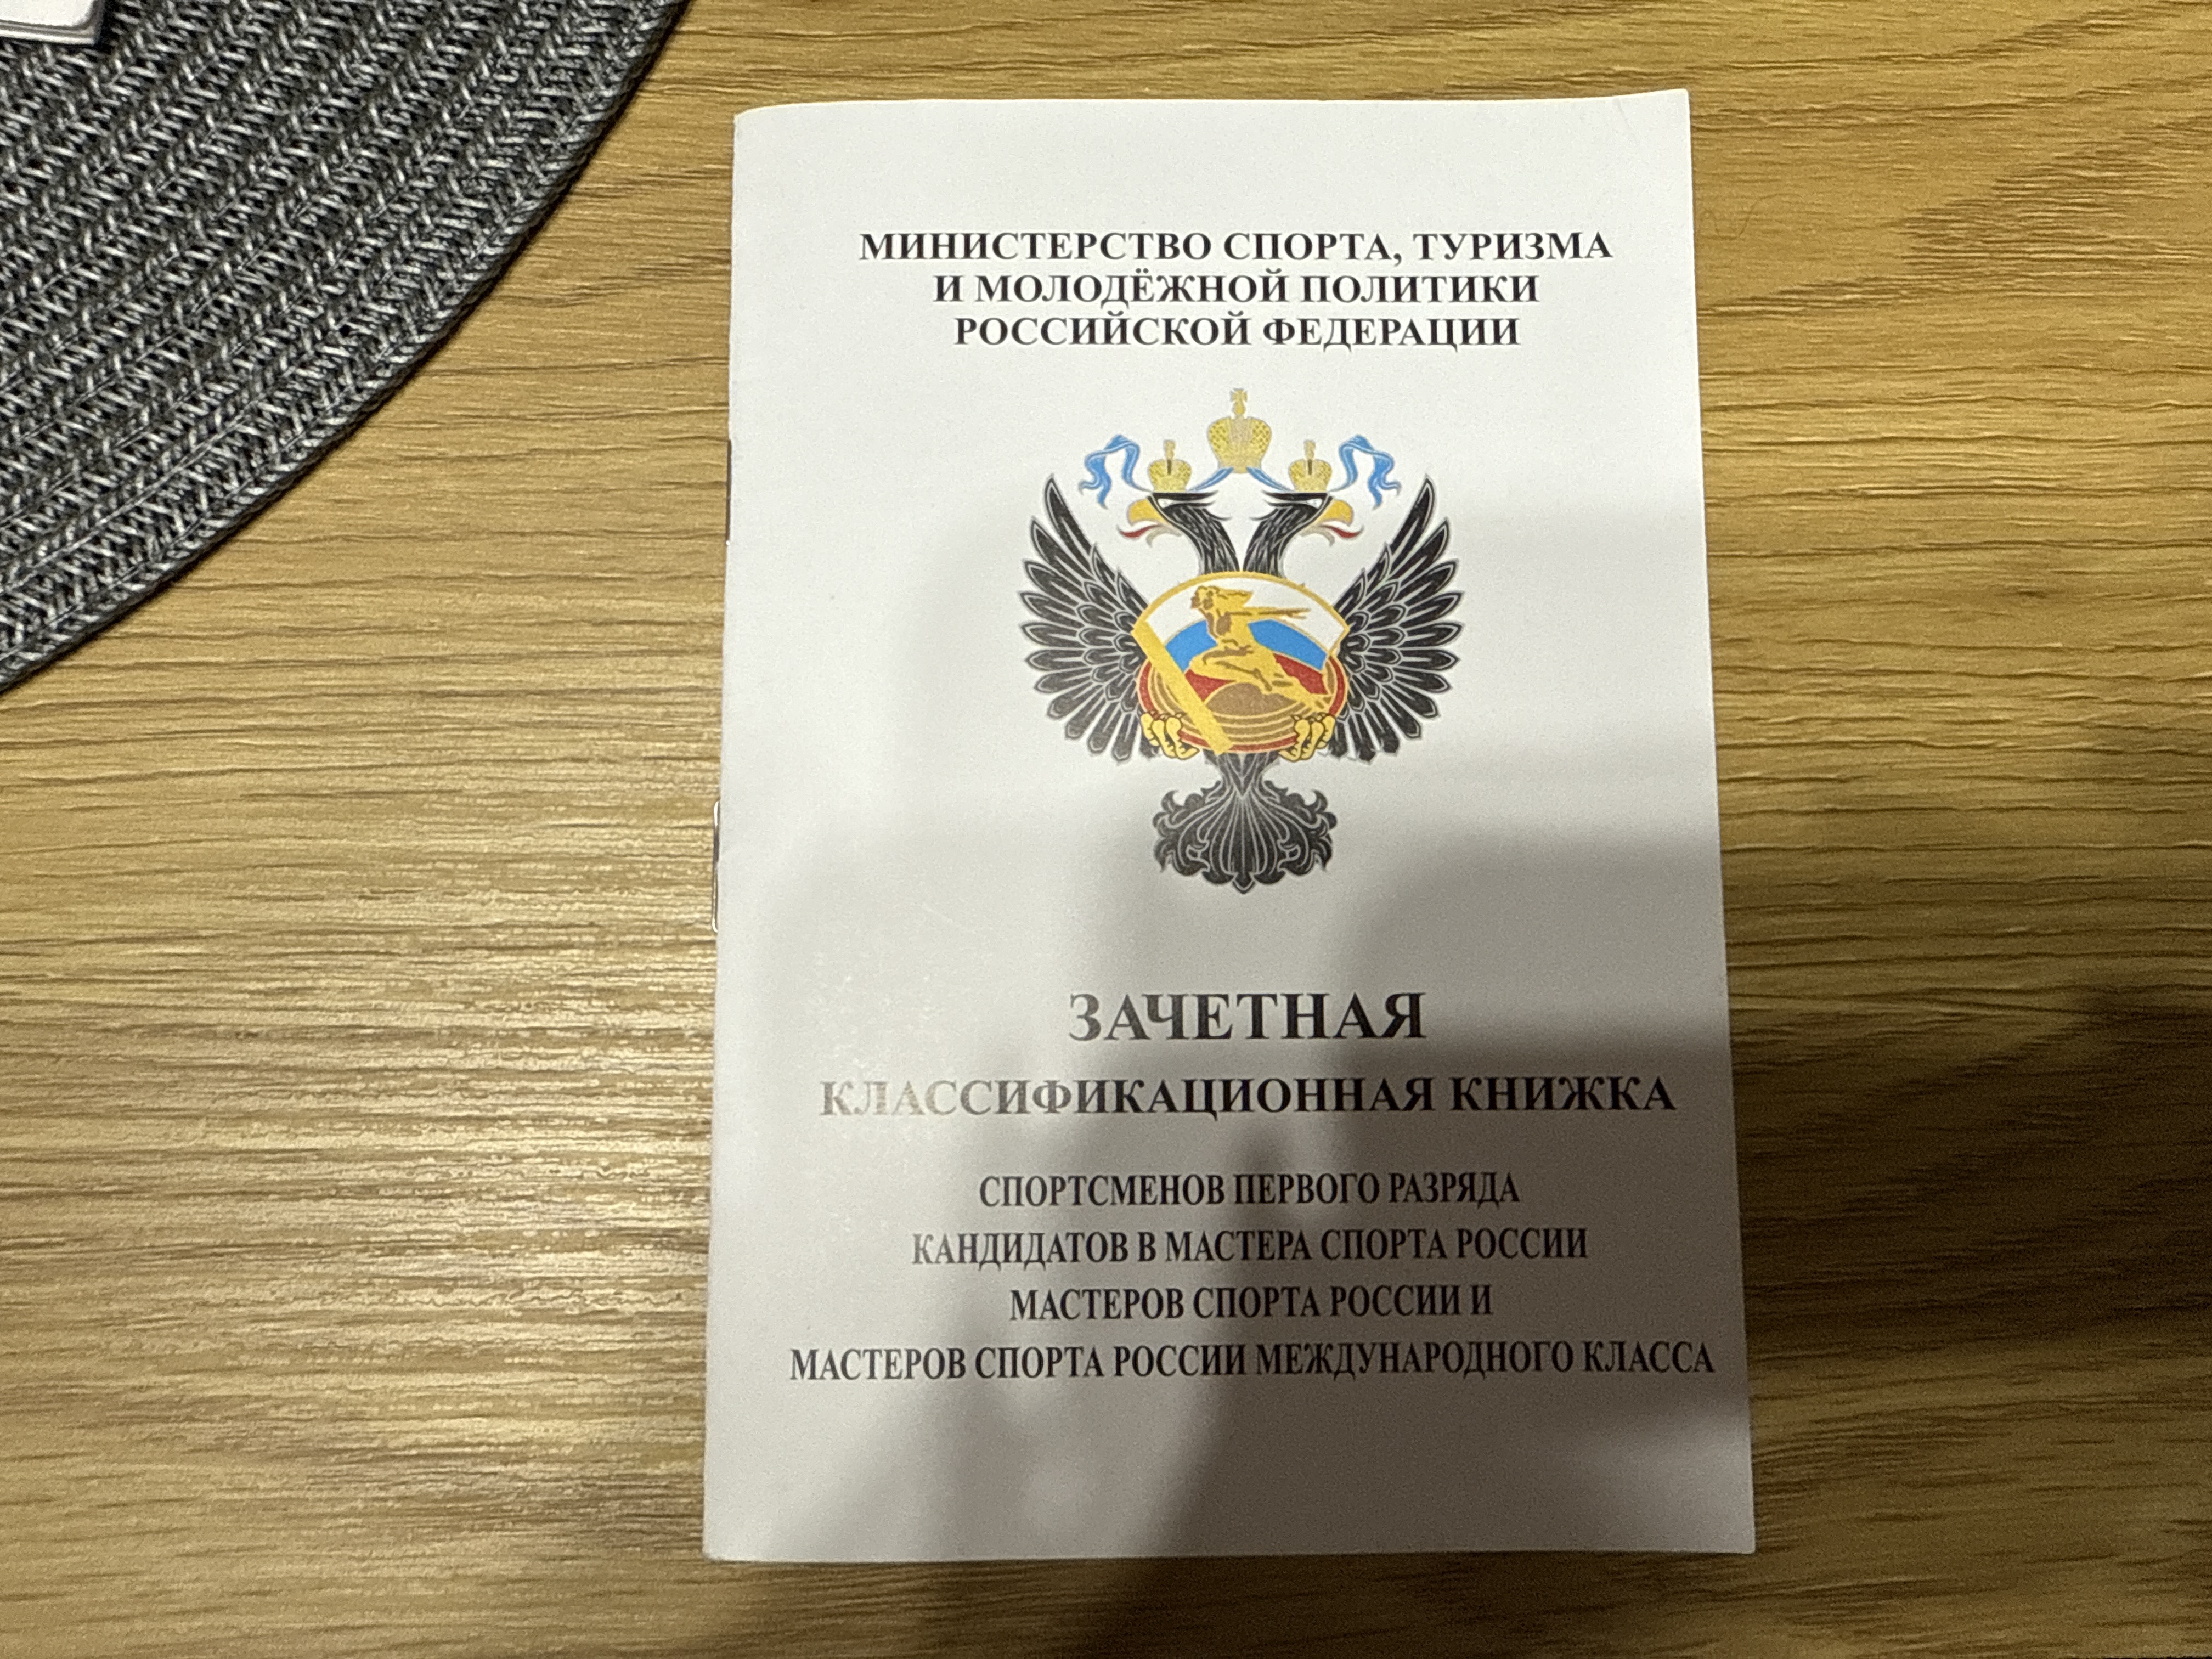 МИНИСТЕРСТВО СПОРТА, ТУРИЗМА
И МОЛОДЁЖНОЙ ПОЛИТИКИ
РОССИЙСКОЙ ФЕДЕРАЦИИ
ЗАЧЕТНАЯ
КЛАССИФИКАЦИОННАЯ КНИЖКА
СПОРТСМЕНОВ ПЕРВОГО РАЗРЯДА
КАНДИДАТОВ В МАСТЕРА СПОРТА РОССИИ
МАСТЕРОВ СПОРТА РОССИИ И
МАСТЕРОВ СПОРТА РОССИИ МЕЖДУНАРОДНОГО КЛАССА